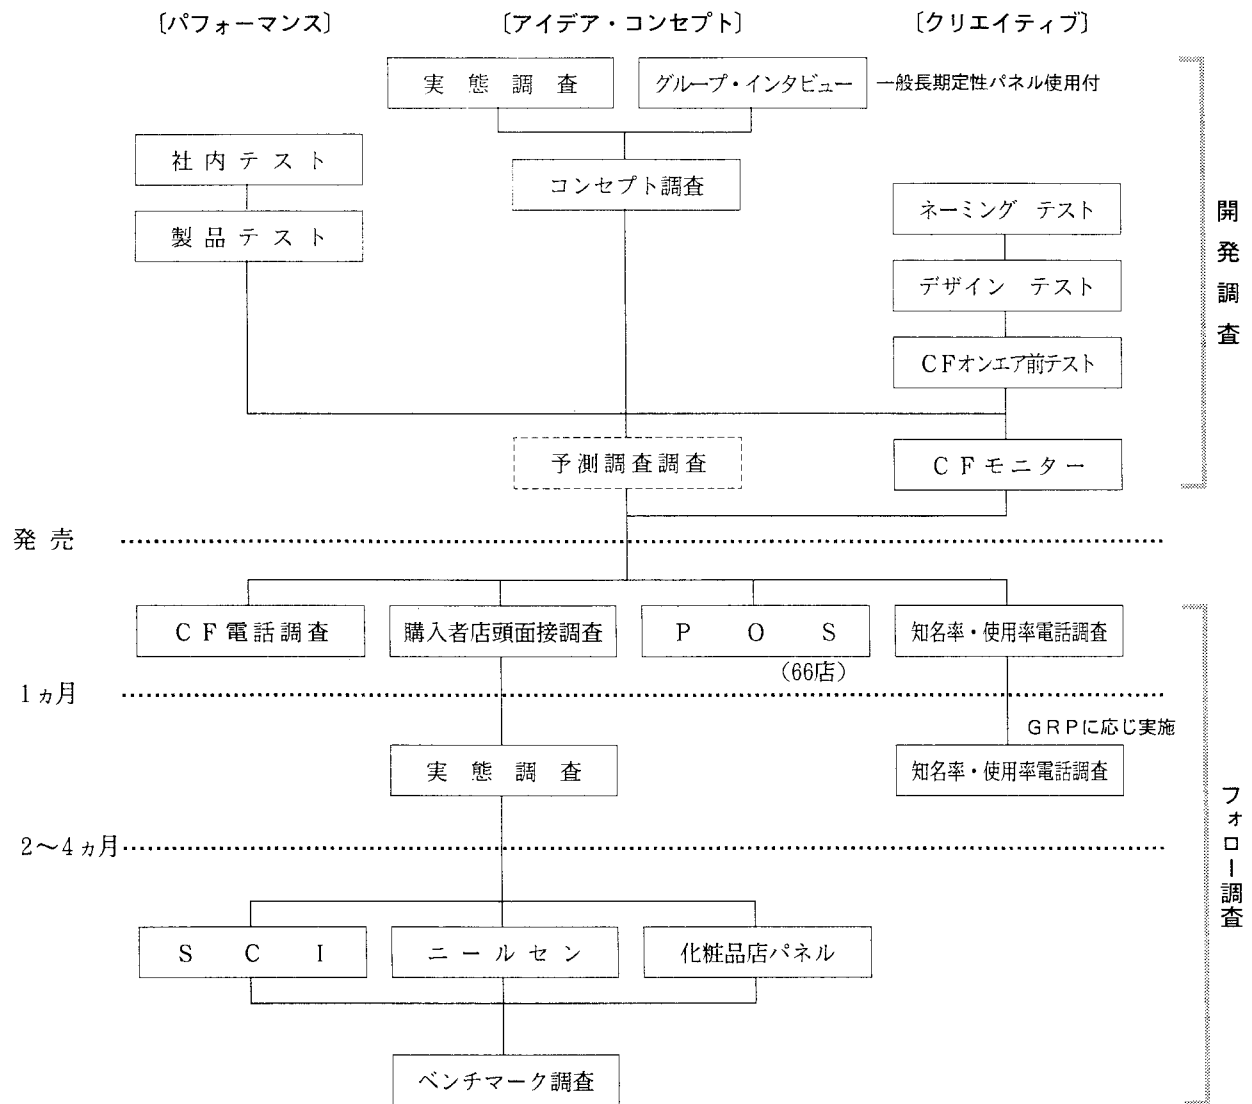 〔パフォーマンス〕 〔アイデア・コンセプト〕 〔クリエイティブ〕
実態調査 グループ・インタビュー 一般長期定性パネル使用付
社内テスト
コンセプト調査
ネーミング テスト
製品テスト
デザイン テスト
CFオンエア前テスト
予測調査調査 CFモニター
開発調査
発売
CF電話調査 購入者店頭面接調査 POS 知名率・使用率電話調査
(66店)
1ヵ月
GRPに応じ実施
実態調査 知名率・使用率電話調査
2～4ヵ月
フォロー調査
SCI ニールセン 化粧品店パネル
ベンチマーク調査